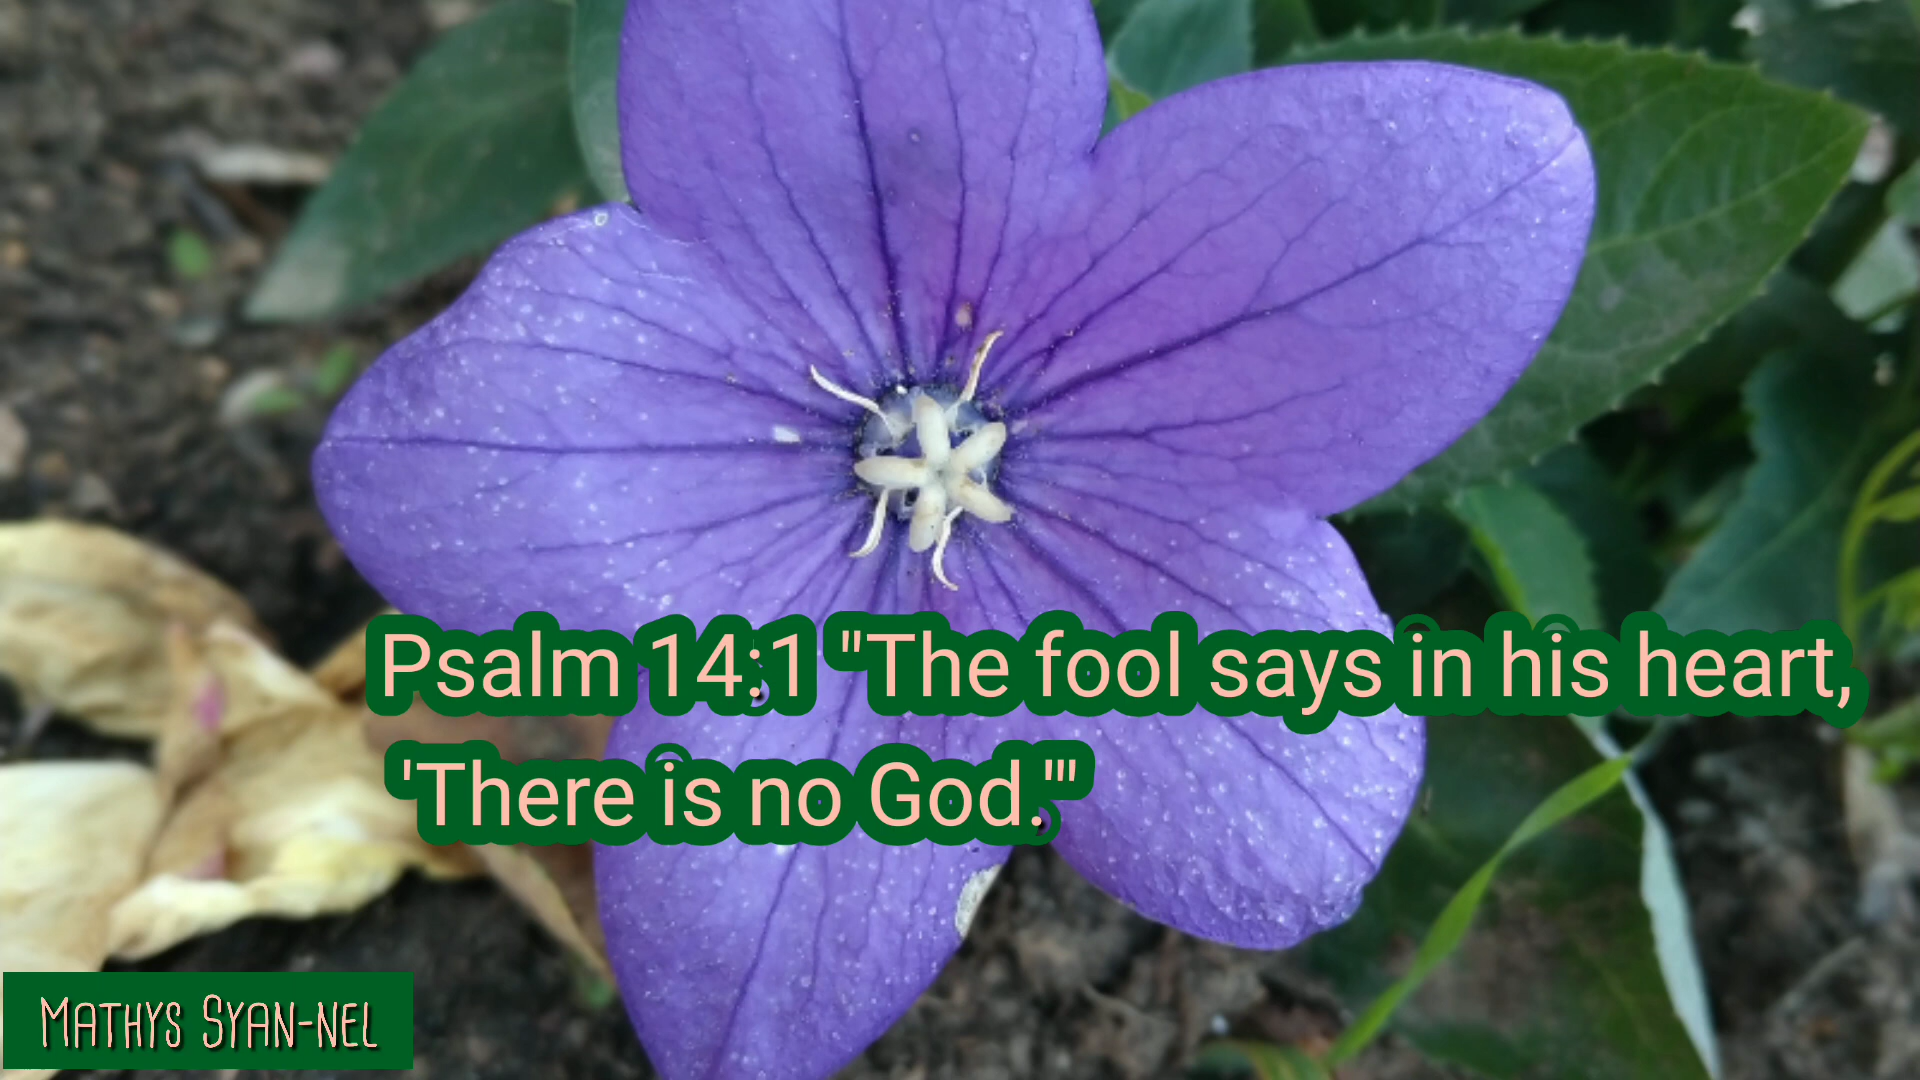 Psalm 14:1 "The fool says in his heart,
'There is no God.'"
Mathys Syan-nel